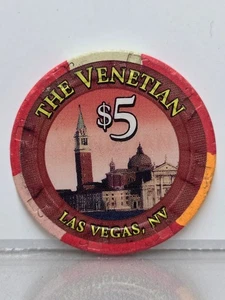 THE VENETIAN
$5
LAS VEGAS, NV